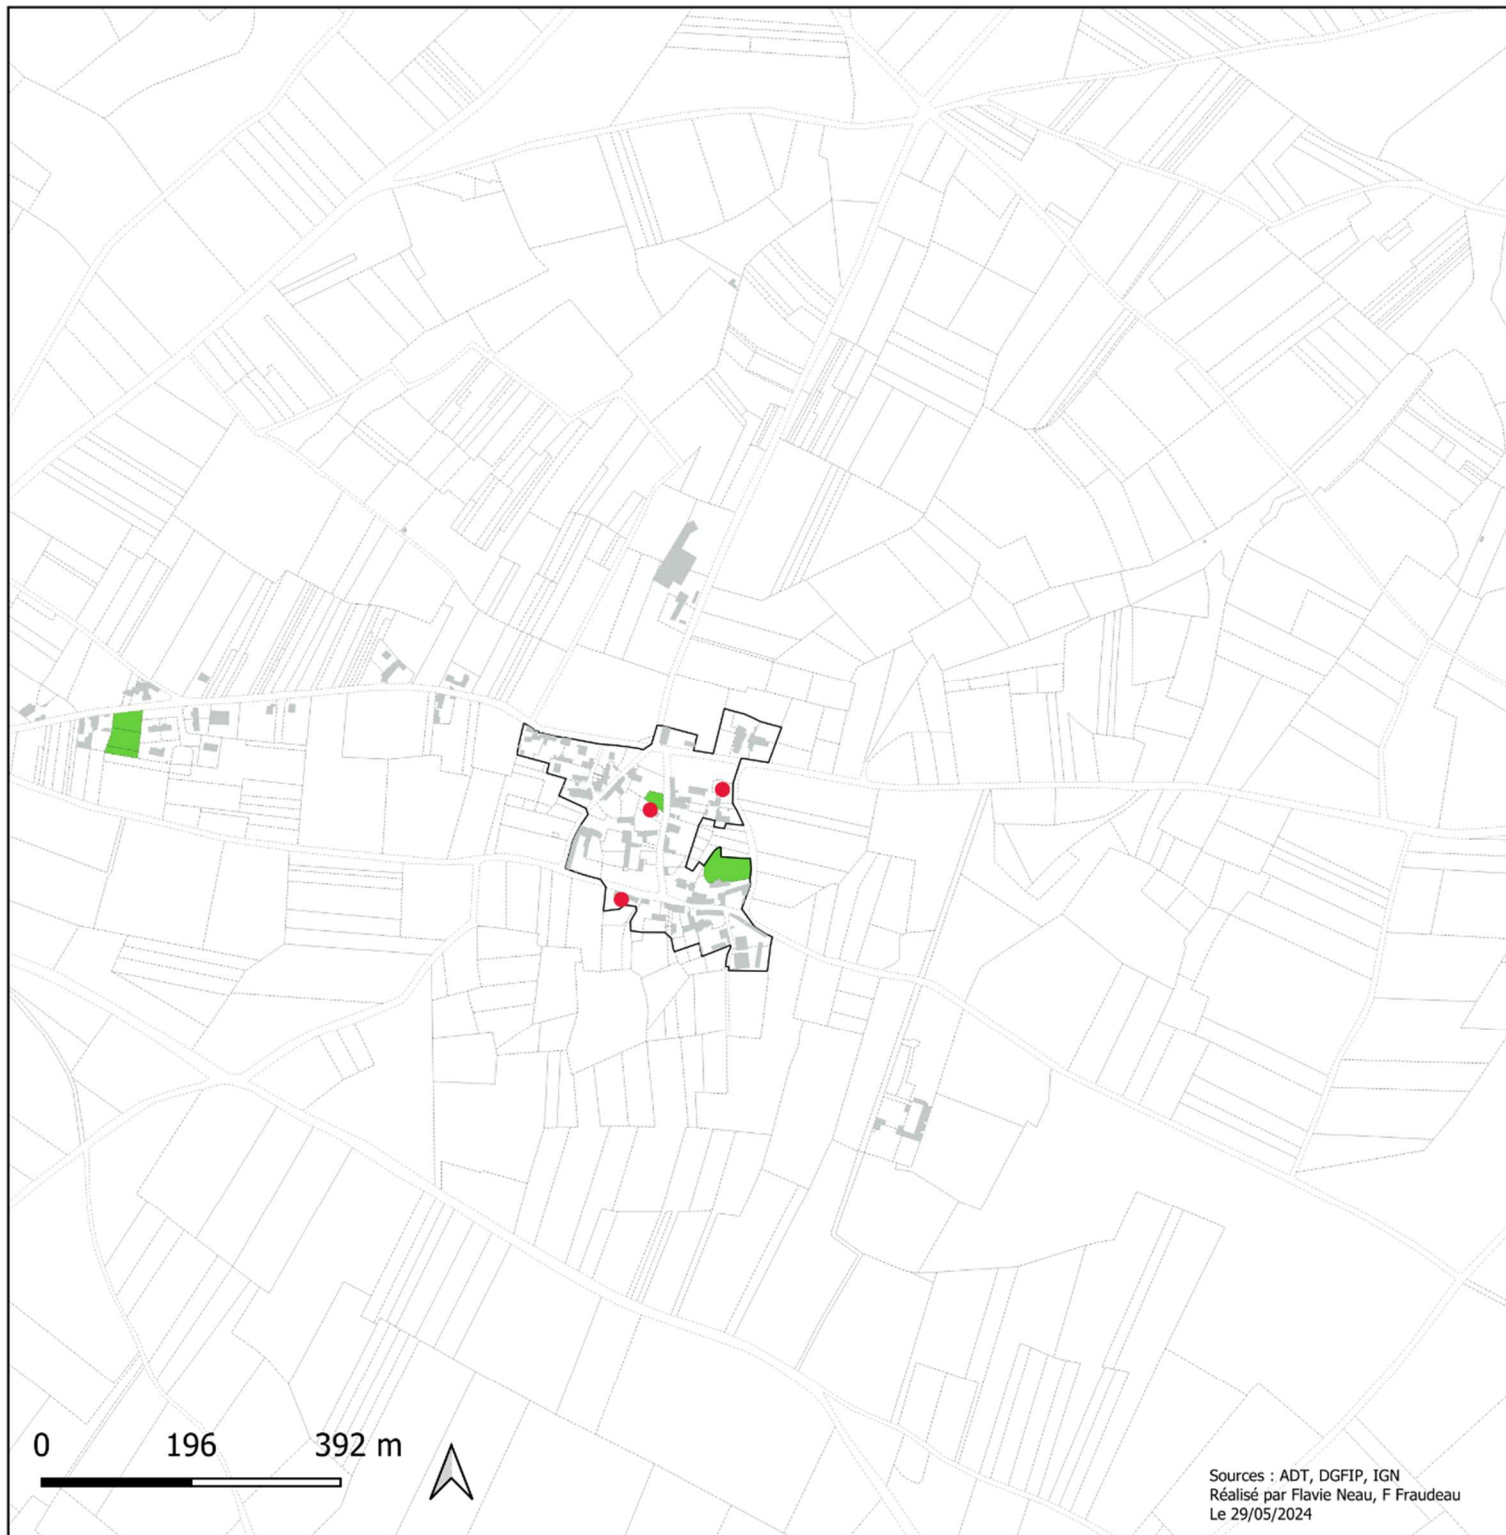 0 196 392 m
Sources : ADT, DGFIP, IGN
Réalisé par Flavie Neau, F Fraudeau
Le 29/05/2024